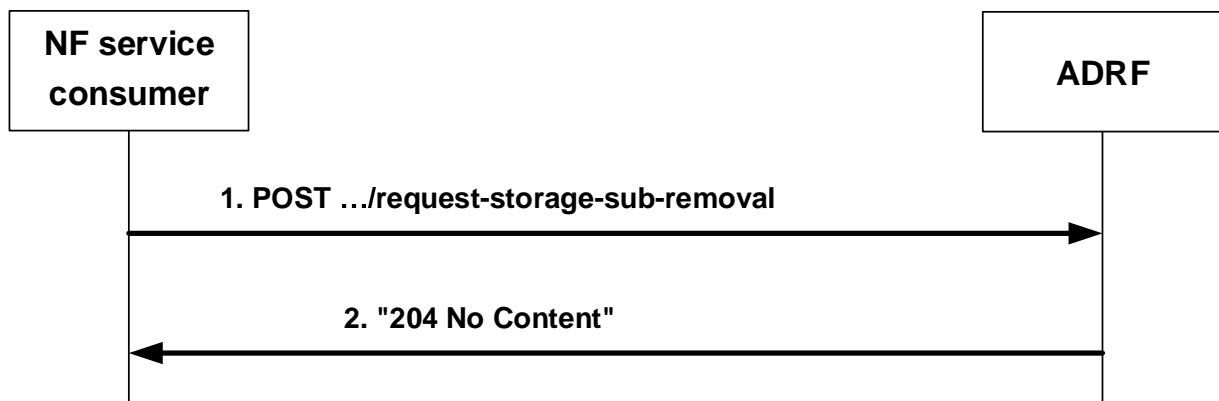 NF service
consumer
ADRF
1. POST …/request-storage-sub-removal
2. "204 No Content"